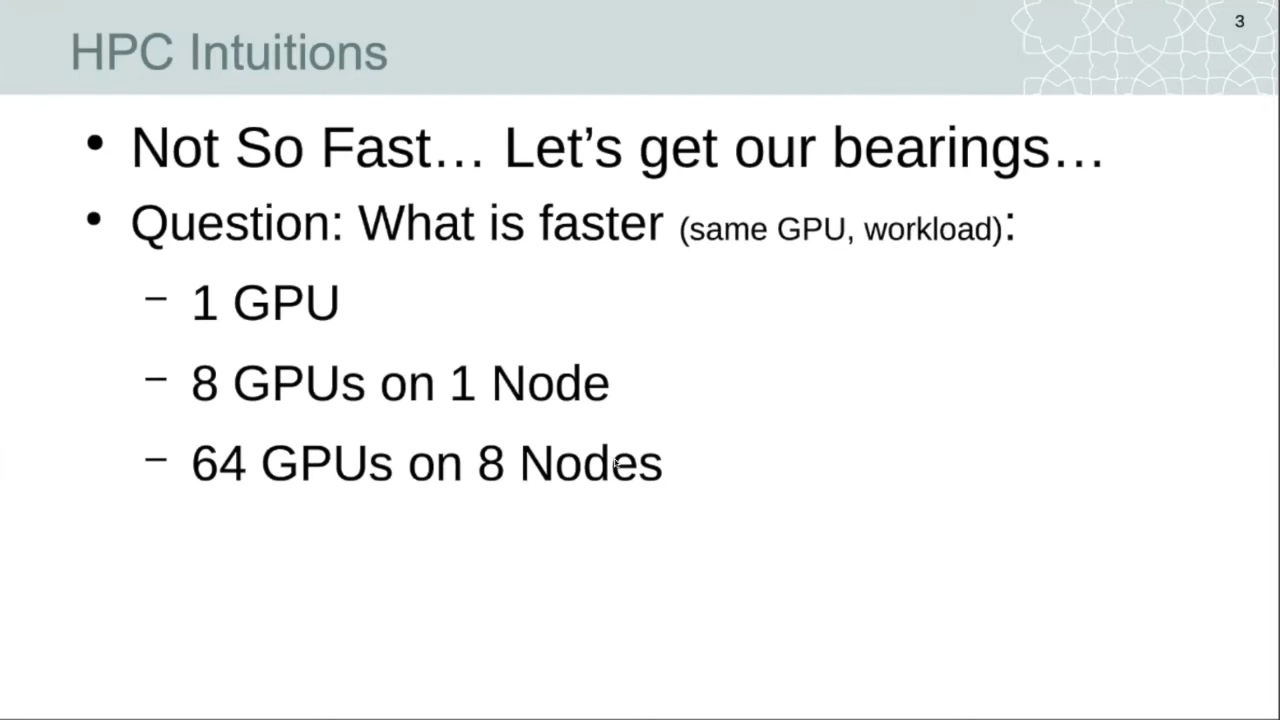 3
HPC Intuitions
• Not So Fast… Let’s get our bearings…
• Question: What is faster (same GPU, workload):
– 1 GPU
– 8 GPUs on 1 Node
– 64 GPUs on 8 Nodes